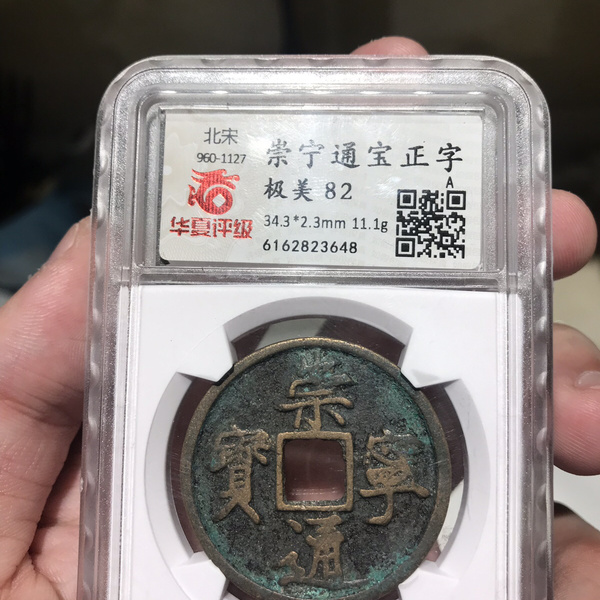 北宋
960-1127
华夏评级
崇宁通宝正字
极美 82
A
34.3*2.3mm 11.1g
6162823648
崇
寧
通
寶